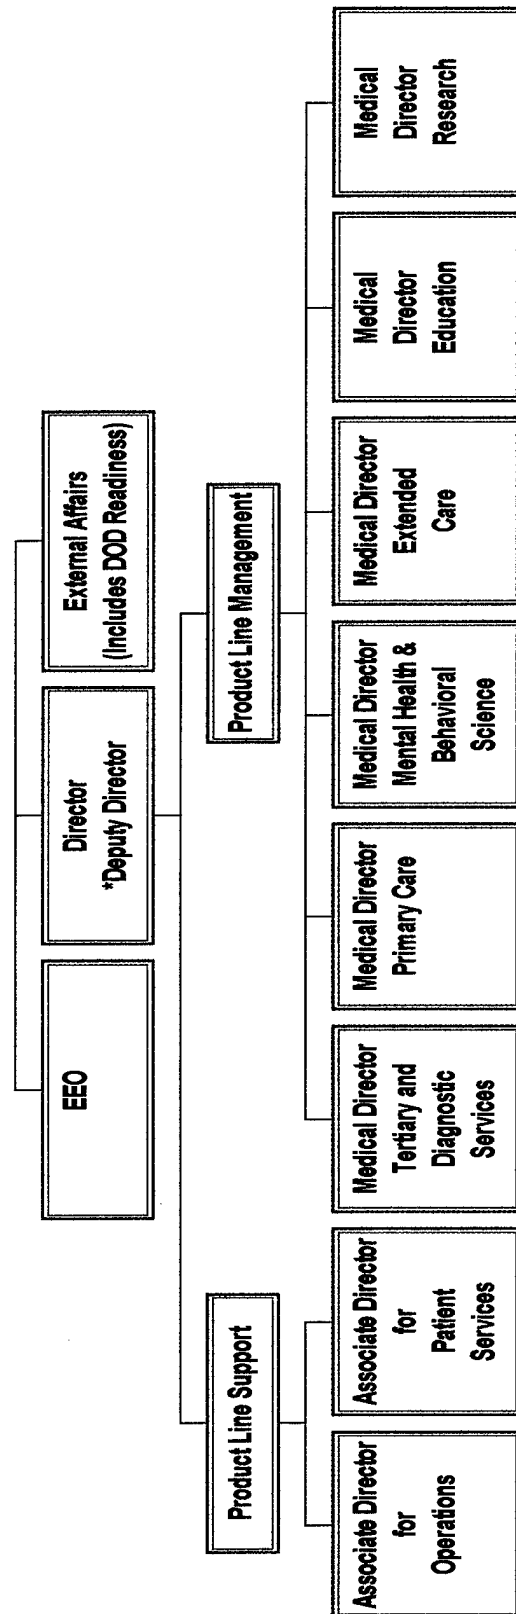 EEO
Director
*Deputy Director
External Affairs
(Includes DOD Readiness)
Product Line Support
Product Line Management
Associate Director
for
Operations
Associate Director
for
Patient
Services
Medical Director
Tertiary and
Diagnostic
Services
Medical Director
Primary Care
Medical Director
Mental Health &
Behavioral
Science
Medical Director
Extended
Care
Medical
Director
Education
Medical
Director
Research